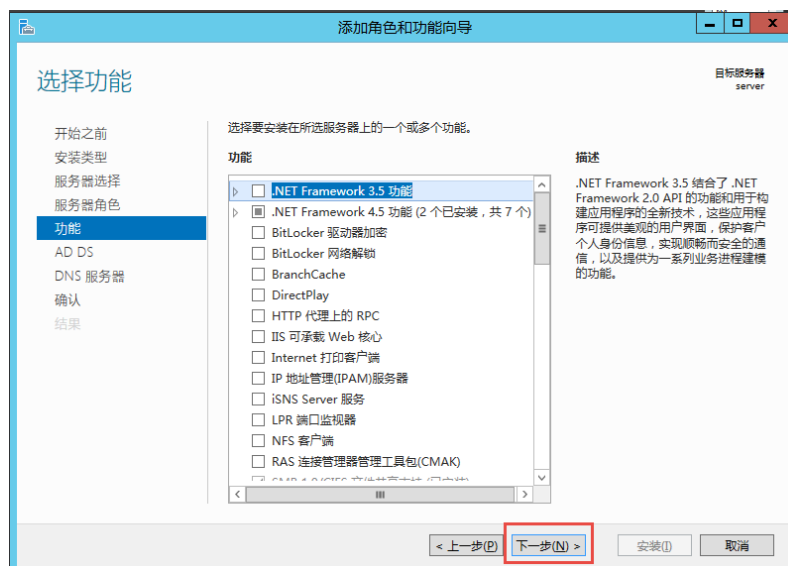 添加角色和功能向导
选择功能
目标服务器
server
开始之前
安装类型
服务器选择
服务器角色
功能
AD DS
DNS 服务器
确认
结果
选择要安装在所选服务器上的一个或多个功能。
功能
.NET Framework 3.5 功能
.NET Framework 4.5 功能 (2 个已安装，共 7 个)
BitLocker 驱动器加密
BitLocker 网络解锁
BranchCache
DirectPlay
HTTP 代理上的 RPC
IIS 可承载 Web 核心
Internet 打印客户端
IP 地址管理(IPAM)服务器
iSNS Server 服务
LPR 端口监视器
NFS 客户端
RAS 连接管理器管理工具包(CMAK)
SMB 1.0/CIFS 文件共享支持 (已安装)
描述
.NET Framework 3.5 结合了 .NET
Framework 2.0 API 的功能和用于构
建应用程序的全新技术，这些应用程
序可提供美观的用户界面，保护客户
个人身份信息，实现顺畅而安全的通
信，以及提供为一系列业务进程建模
的功能。
< 上一步(P)
下一步(N) >
安装(I)
取消